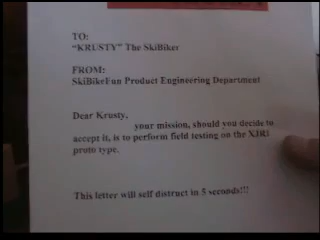 TO:
"KRUSTY" The SkiBiker
FROM:
SkiBikeFun Product Engineering Department
Dear Krusty,
your mission, should you decide to
accept it, is to perform field testing on the XJR1
proto type.
This letter will self distruct in 5 seconds!!!